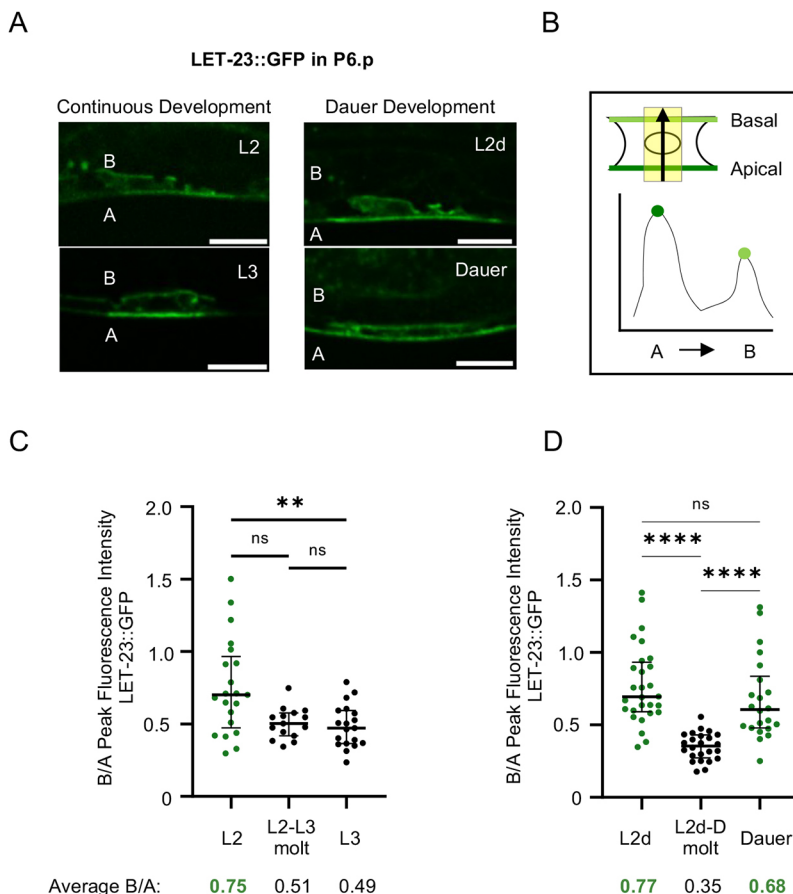 A
B
LET-23::GFP in P6.p
Continuous Development
Dauer Development
L2
B
A
L2d
B
A
L3
B
A
Dauer
B
A
Basal
Apical
A
B
C
D
B/A Peak Fluorescence Intensity
LET-23::GFP
2.0
1.5
1.0
0.5
0
**
ns
ns
L2
L2-L3
molt
L3
Average B/A:
0.75
0.51
0.49
B/A Peak Fluorescence Intensity
LET-23::GFP
2.0
1.5
1.0
0.5
0
ns
****
****
L2d
L2d-D
molt
Dauer
0.77
0.35
0.68